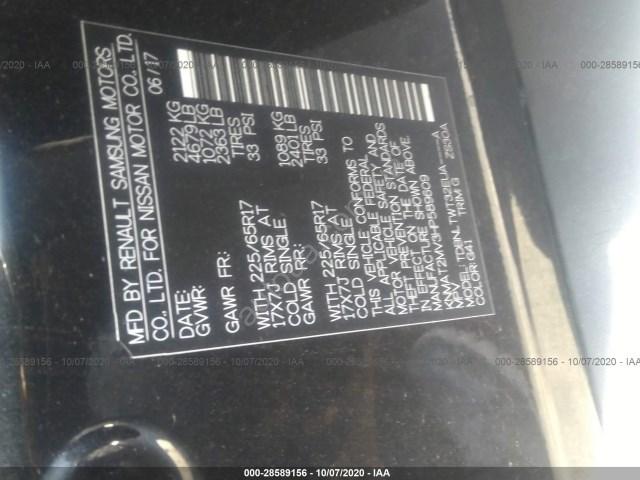 MFD BY RENAULT SAMSUNG MOTORS
CO., LTD. FOR NISSAN MOTOR CO., LTD.
DATE: 06/17
GVWR: 2122 KG
4679 LB
GAWR FR: 1072 KG
2363 LB
WITH 225/65R17 TIRES
17X7J RIMS AT 33 PSI
COLD SINGLE.
GAWR RR: 1089 KG
2401 LB
WITH 225/65R17 TIRES
17X7J RIMS AT 33 PSI
COLD SINGLE.
THIS VEHICLE CONFORMS TO
ALL APPLICABLE FEDERAL
MOTOR VEHICLE SAFETY AND
THEFT PREVENTION STANDARDS
IN EFFECT ON THE DATE OF
MANUFACTURE SHOWN ABOVE.
KNMAT2MV3HP589609
MPV
MODEL: TDBNLTWT32EUA
COLOR: G41 TRIM: G
000-28589156 - 10/07/2020 - IAA